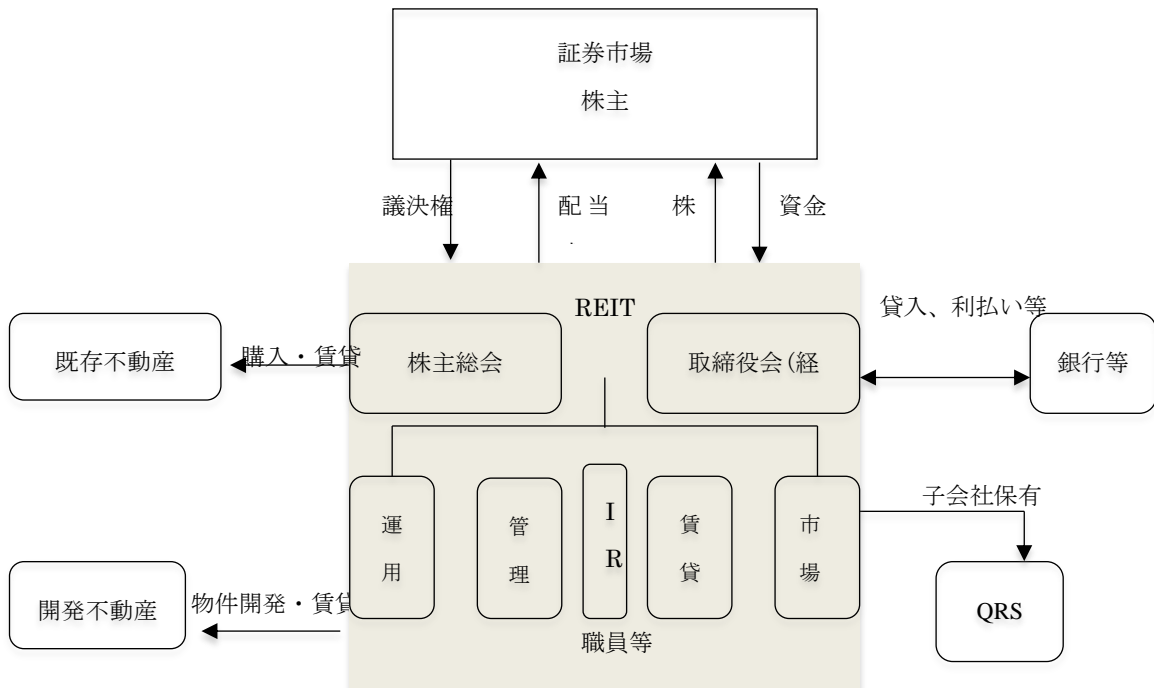 証券市場
株主
議決権
配当
株
資金
REIT
貸入、利払い等
既存不動産
購入・賃貸
株主総会
取締役会(経
銀行等
子会社保有
運用
管理
IR
賃貸
市場
開発不動産
物件開発・賃貸
QRS
職員等